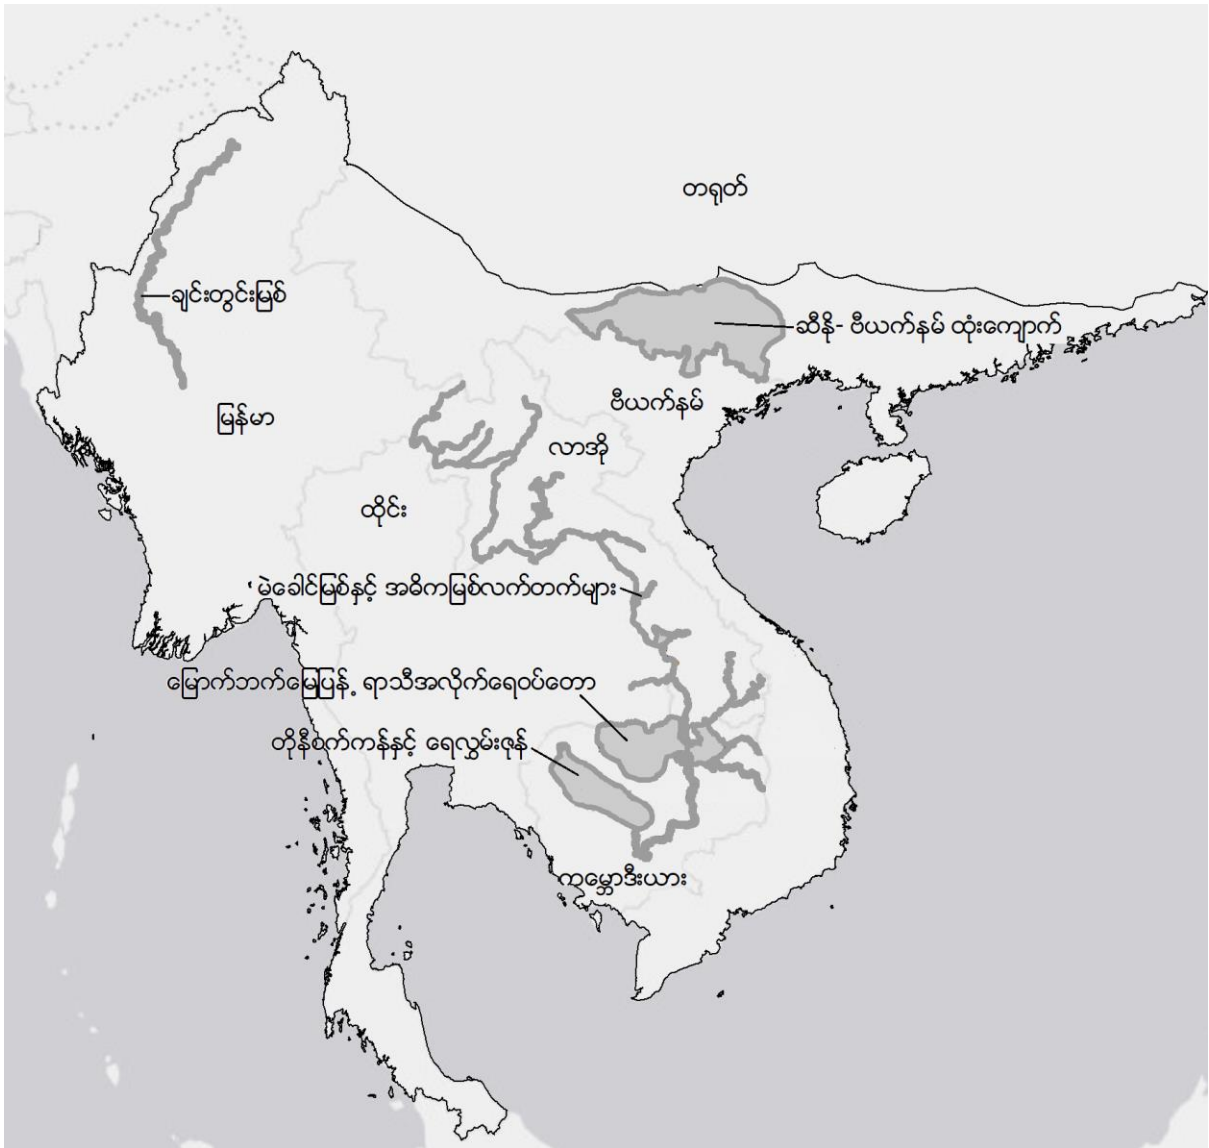 တရုတ်
ချင်းတွင်းမြစ်
ဆီနို- ဗီယက်နမ် ထုံးကျောက်
ဗီယက်နမ်
မြန်မာ
လာအို
ထိုင်း
မဲခေါင်မြစ်နှင့် အဓိကမြစ်လက်တက်များ
မြောက်ဘက်မြေပြန့် ရာသီအလိုက်ရေဝပ်တော
တိုနီစက်ကန်နှင့် ရေလွှမ်းဇုန်
ကမ္ဘောဒီးယား